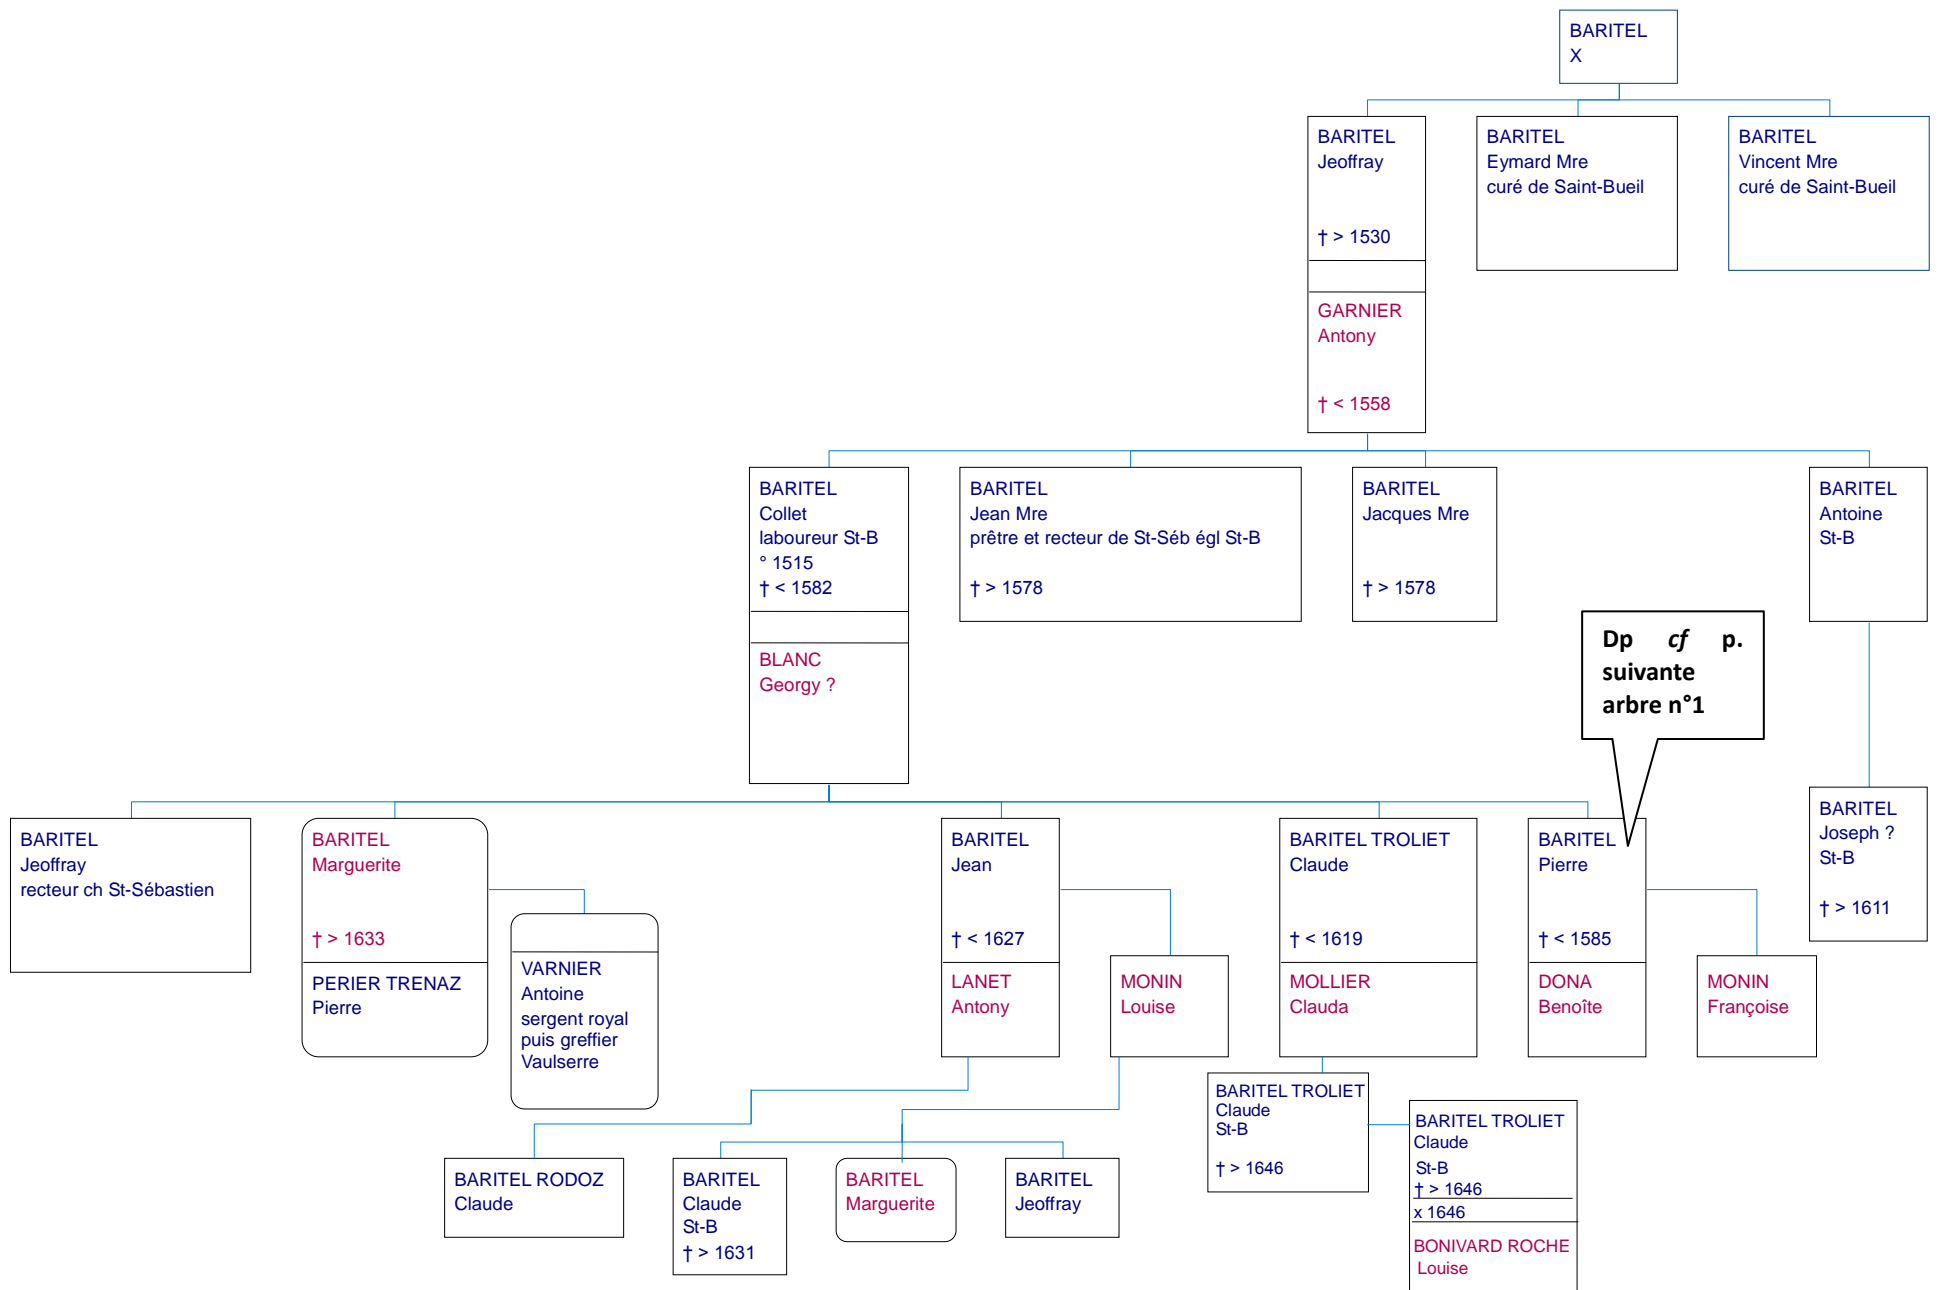 BARITEL
X
BARITEL
Jeoffray
† > 1530
GARNIER
Antony
† < 1558
BARITEL
Eymard Mre
curé de Saint-Bueil
BARITEL
Vincent Mre
curé de Saint-Bueil
BARITEL
Collet
laboureur St-B
° 1515
† < 1582
BLANC
Georgy ?
BARITEL
Jean Mre
prêtre et recteur de St-Séb égl St-B
† > 1578
BARITEL
Jacques Mre
† > 1578
BARITEL
Antoine
St-B
Dp cf p.
suivante
arbre n°1
BARITEL
Jeoffray
recteur ch St-Sébastien
BARITEL
Marguerite
† > 1633
PERIER TRENAZ
Pierre
VARNIER
Antoine
sergent royal
puis greffier
Vaulserre
BARITEL
Jean
† < 1627
LANET
Antony
MONIN
Louise
BARITEL TROLIET
Claude
† < 1619
MOLLIER
Clauda
BARITEL
Pierre
† < 1585
DONA
Benoîte
MONIN
Françoise
BARITEL
Joseph ?
St-B
† > 1611
BARITEL RODOZ
Claude
BARITEL
Claude
St-B
† > 1631
BARITEL
Marguerite
BARITEL
Jeoffray
BARITEL TROLIET
Claude
St-B
† > 1646
BARITEL TROLIET
Claude
St-B
† > 1646
x 1646
BONIVARD ROCHE
Louise